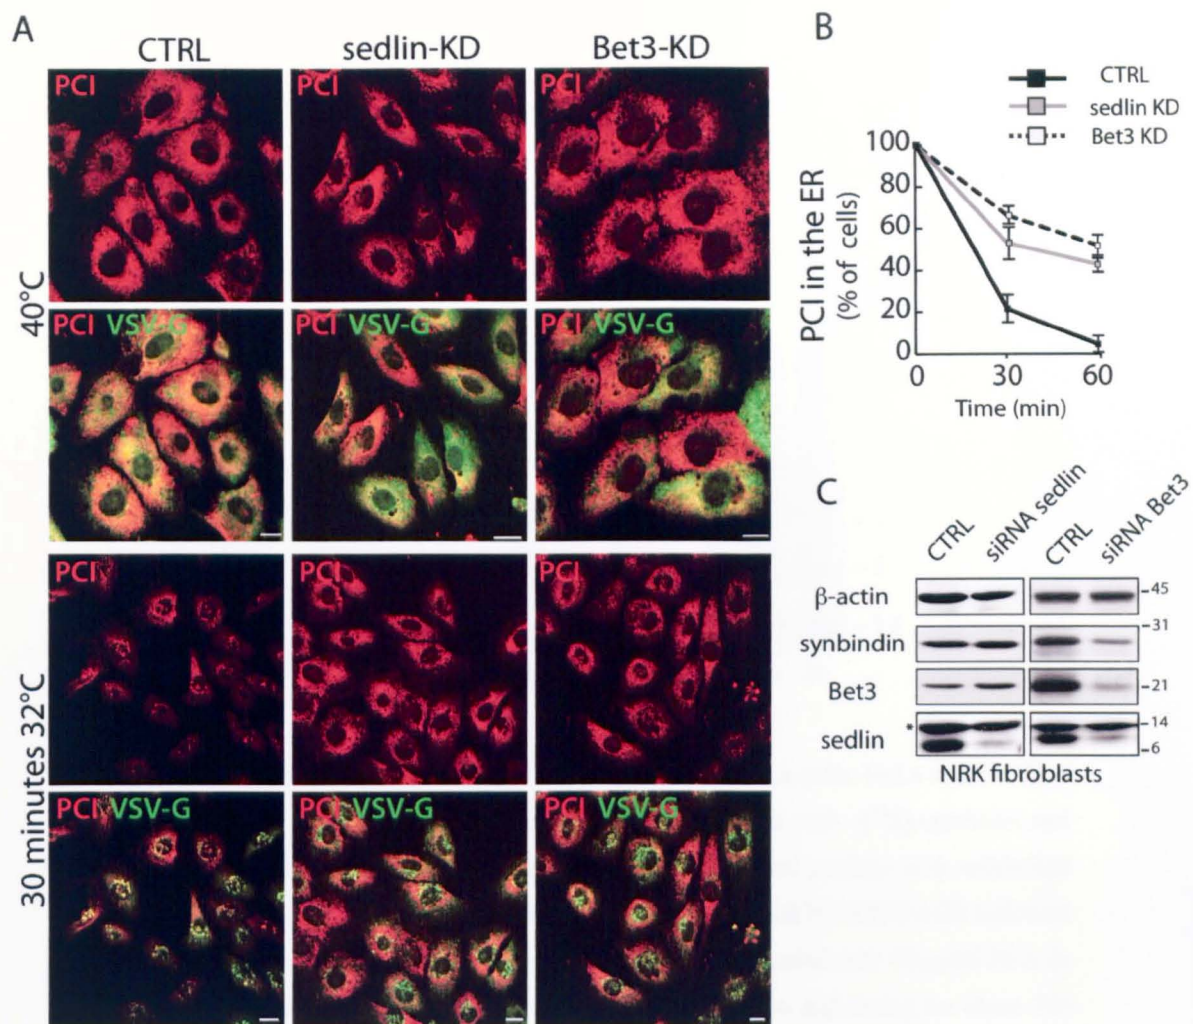 A
CTRL sedlin-KD Bet3-KD
PCI PCI PCI
40°C
PCI VSV-G PCI VSV-G PCI VSV-G
PCI PCI PCI
30 minutes 32°C
PCI VSV-G PCI VSV-G PCI VSV-G
B
CTRL
sedlin KD
Bet3 KD
PCI in the ER
(% of cells)
100
80
60
40
20
0
0 30 60
Time (min)
C
CTRL siRNA sedlin CTRL siRNA Bet3
β-actin -45
-31
synbindin
Bet3 -21
* -14
sedlin -6
NRK fibroblasts